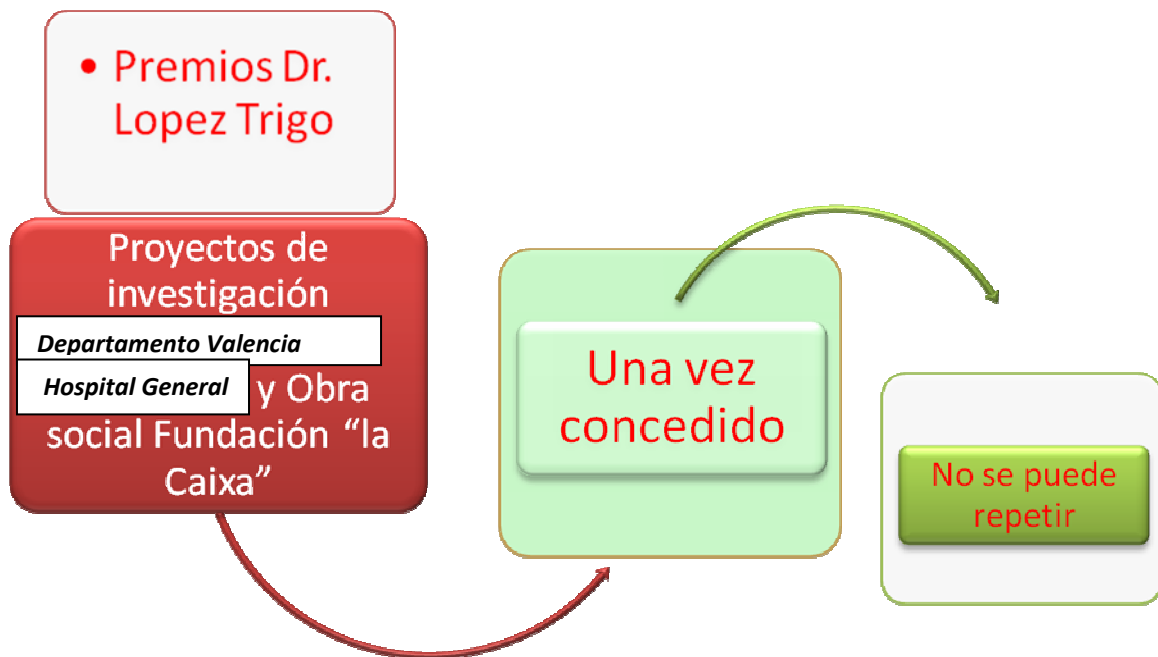 • Premios Dr.
Lopez Trigo
Proyectos de
investigación
Departamento Valencia
Hospital General y Obra
social Fundación “la
Caixa”
Una vez
concedido
No se puede
repetir